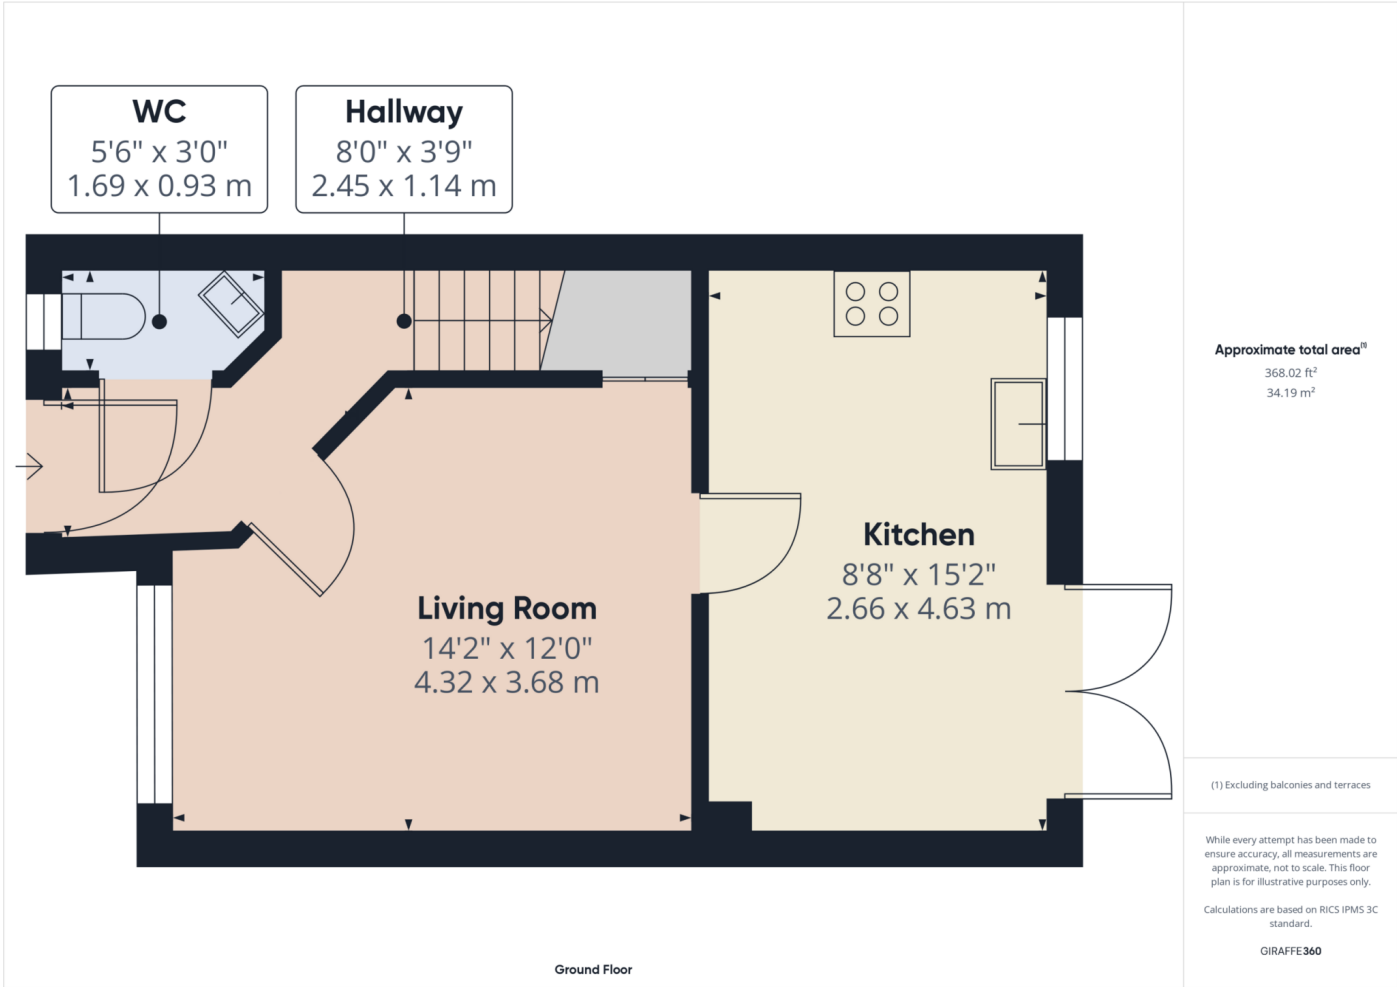 WC
5'6" x 3'0"
1.69 x 0.93 m
Hallway
8'0" x 3'9"
2.45 x 1.14 m
Living Room
14'2" x 12'0"
4.32 x 3.68 m
Kitchen
8'8" x 15'2"
2.66 x 4.63 m
Ground Floor
Approximate total area(1)
368.02 ft²
34.19 m²
(1) Excluding balconies and terraces
While every attempt has been made to
ensure accuracy, all measurements are
approximate, not to scale. This floor
plan is for illustrative purposes only.
Calculations are based on RICS IPMS 3C
standard.
GIRAFFE360